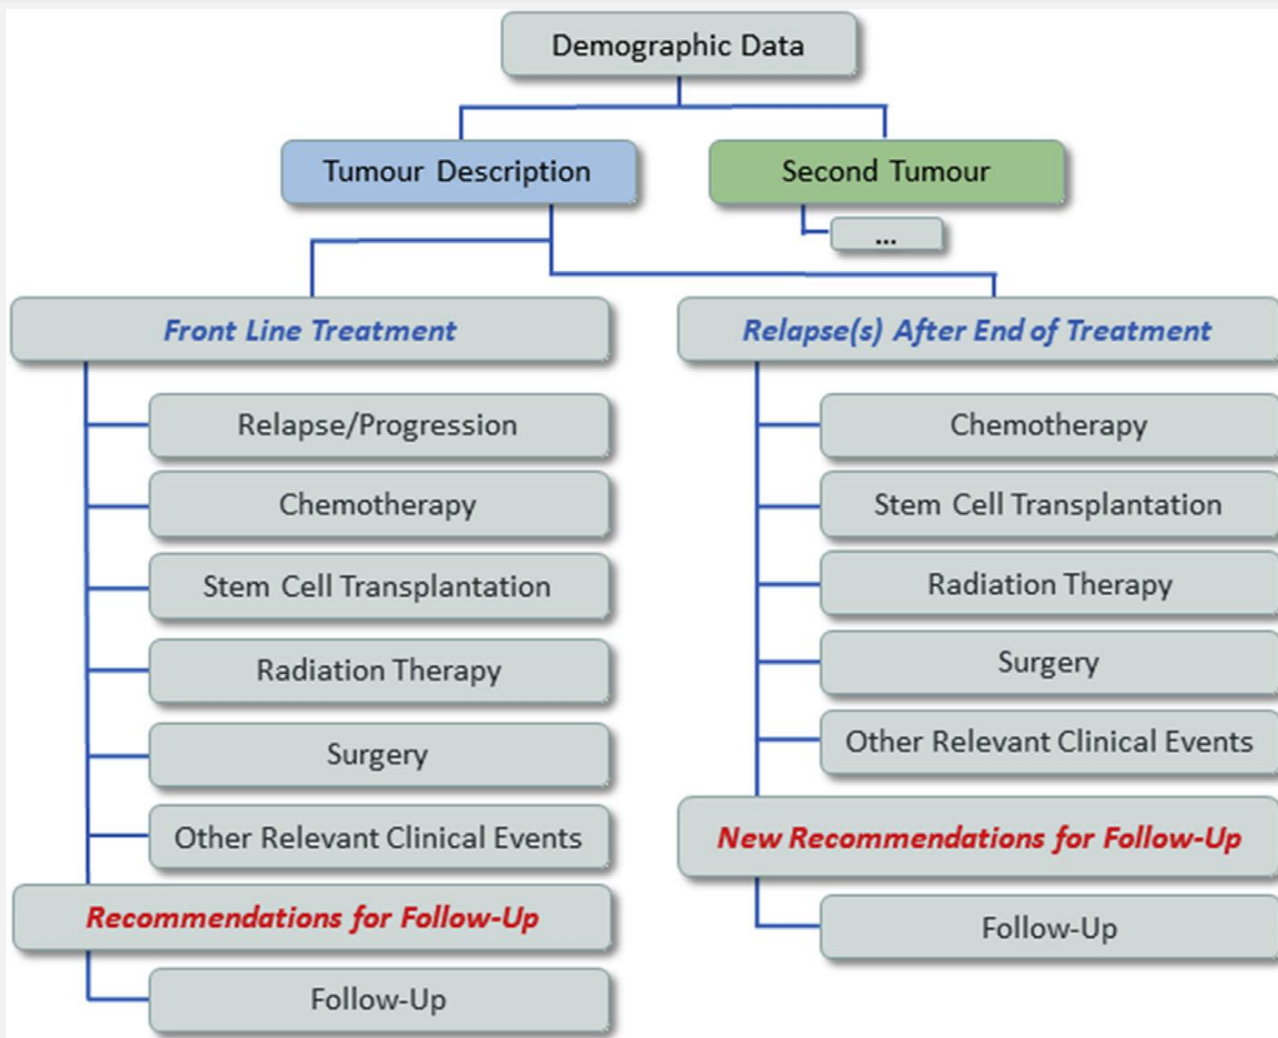 Demographic Data
Tumour Description
Second Tumour
...
Front Line Treatment
Relapse/Progression
Chemotherapy
Stem Cell Transplantation
Radiation Therapy
Surgery
Other Relevant Clinical Events
Recommendations for Follow-Up
Follow-Up
Relapse(s) After End of Treatment
Chemotherapy
Stem Cell Transplantation
Radiation Therapy
Surgery
Other Relevant Clinical Events
New Recommendations for Follow-Up
Follow-Up